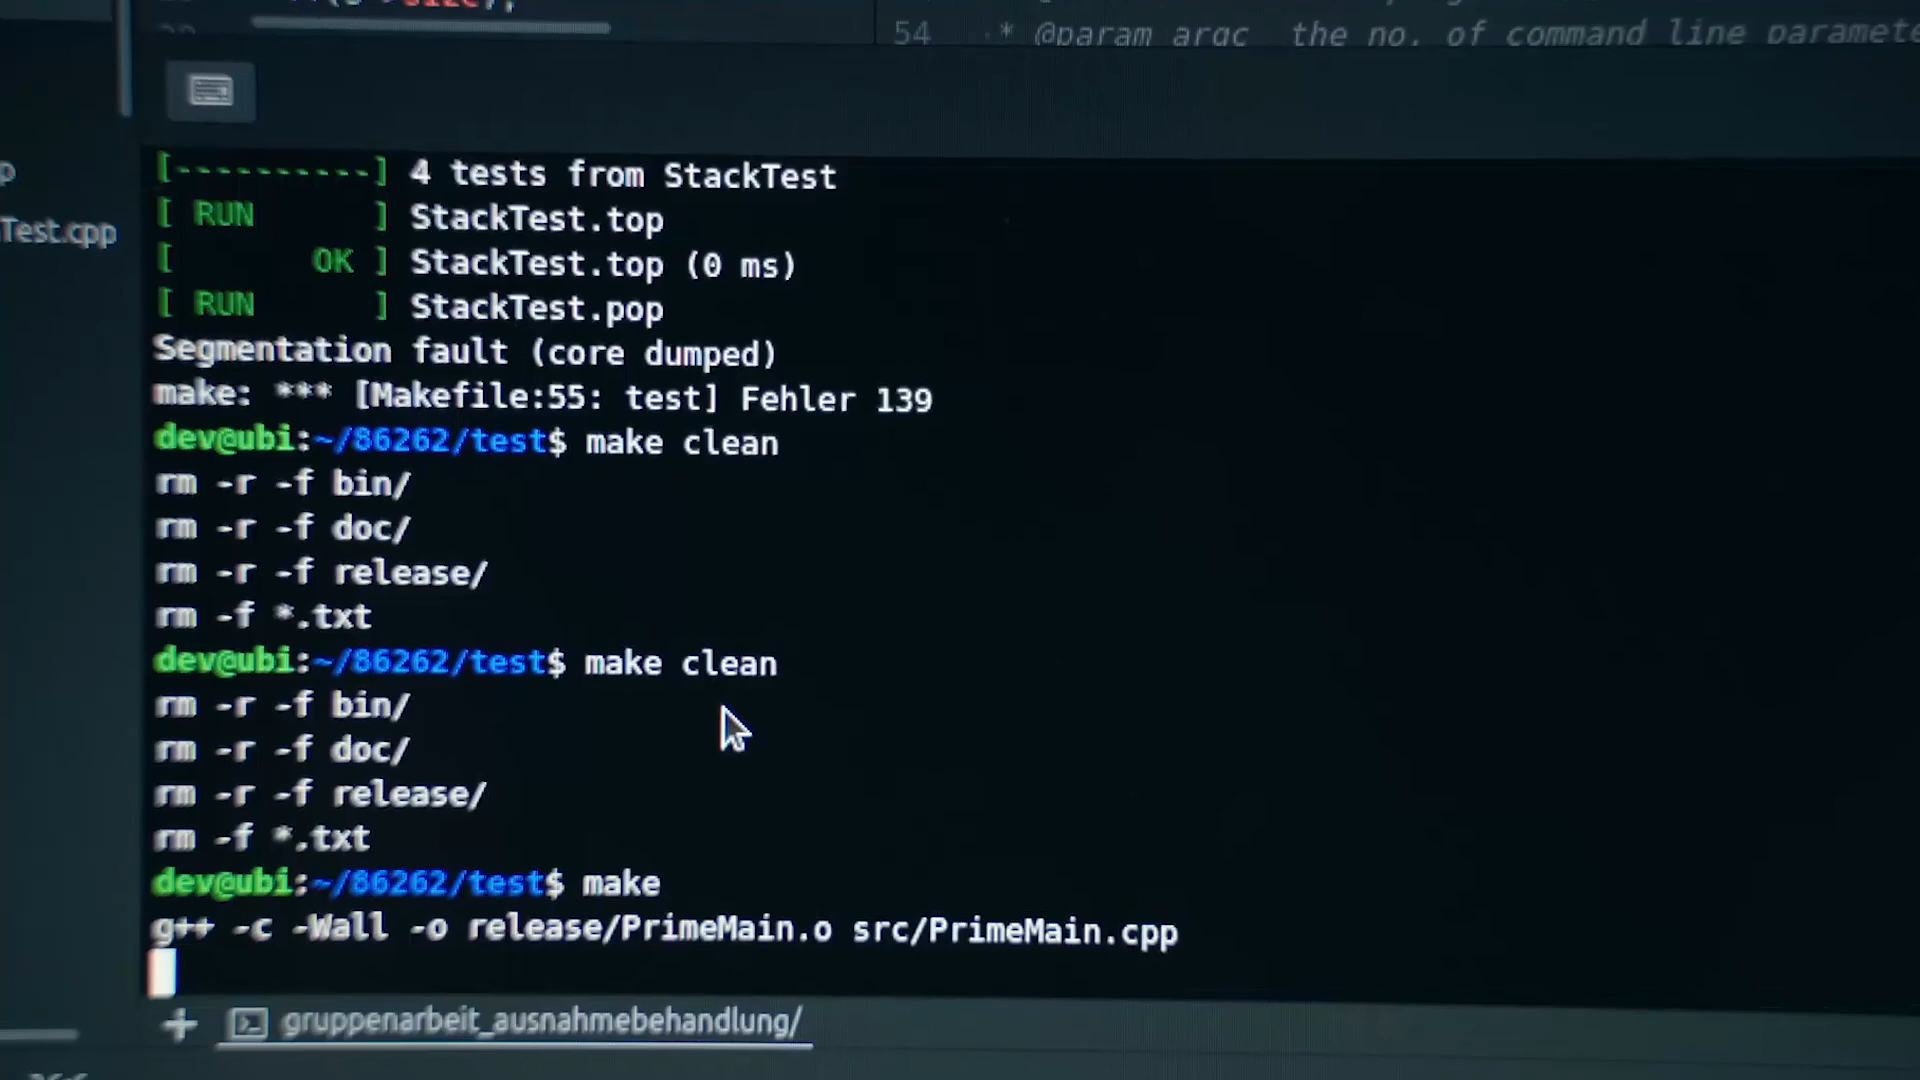 54 * @param argc the no. of command line paramete
[----------] 4 tests from StackTest
[ RUN      ] StackTest.top
[       OK ] StackTest.top (0 ms)
[ RUN      ] StackTest.pop
Segmentation fault (core dumped)
make: *** [Makefile:55: test] Fehler 139
Test.cpp
dev@ubi:~/86262/test$ make clean
rm -r -f bin/
rm -r -f doc/
rm -r -f release/
rm -f *.txt
dev@ubi:~/86262/test$ make clean
rm -r -f bin/
rm -r -f doc/
rm -r -f release/
rm -f *.txt
dev@ubi:~/86262/test$ make
g++ -c -Wall -o release/PrimeMain.o src/PrimeMain.cpp
+ gruppenarbeit_ausnahmebehandlung/